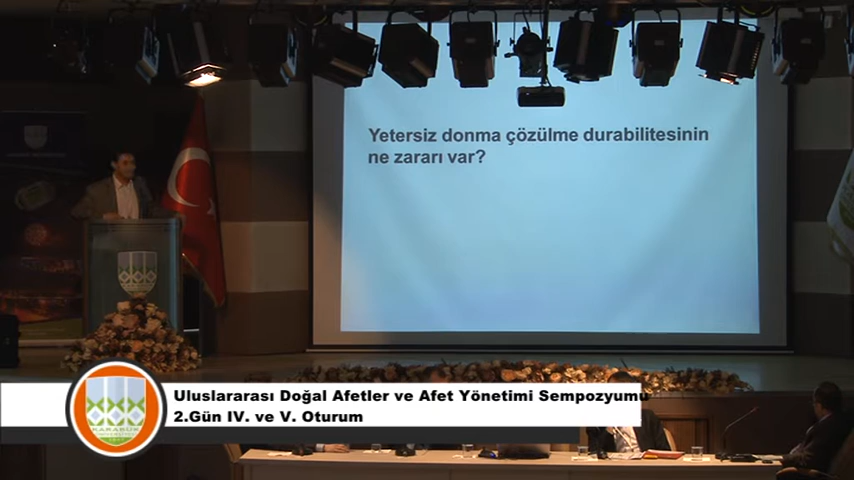 Yetersiz donma çözülme durabilitesinin
ne zararı var?
Uluslararası Doğal Afetler ve Afet Yönetimi Sempozyumu
2.Gün IV. ve V. Oturum
KARABÜK